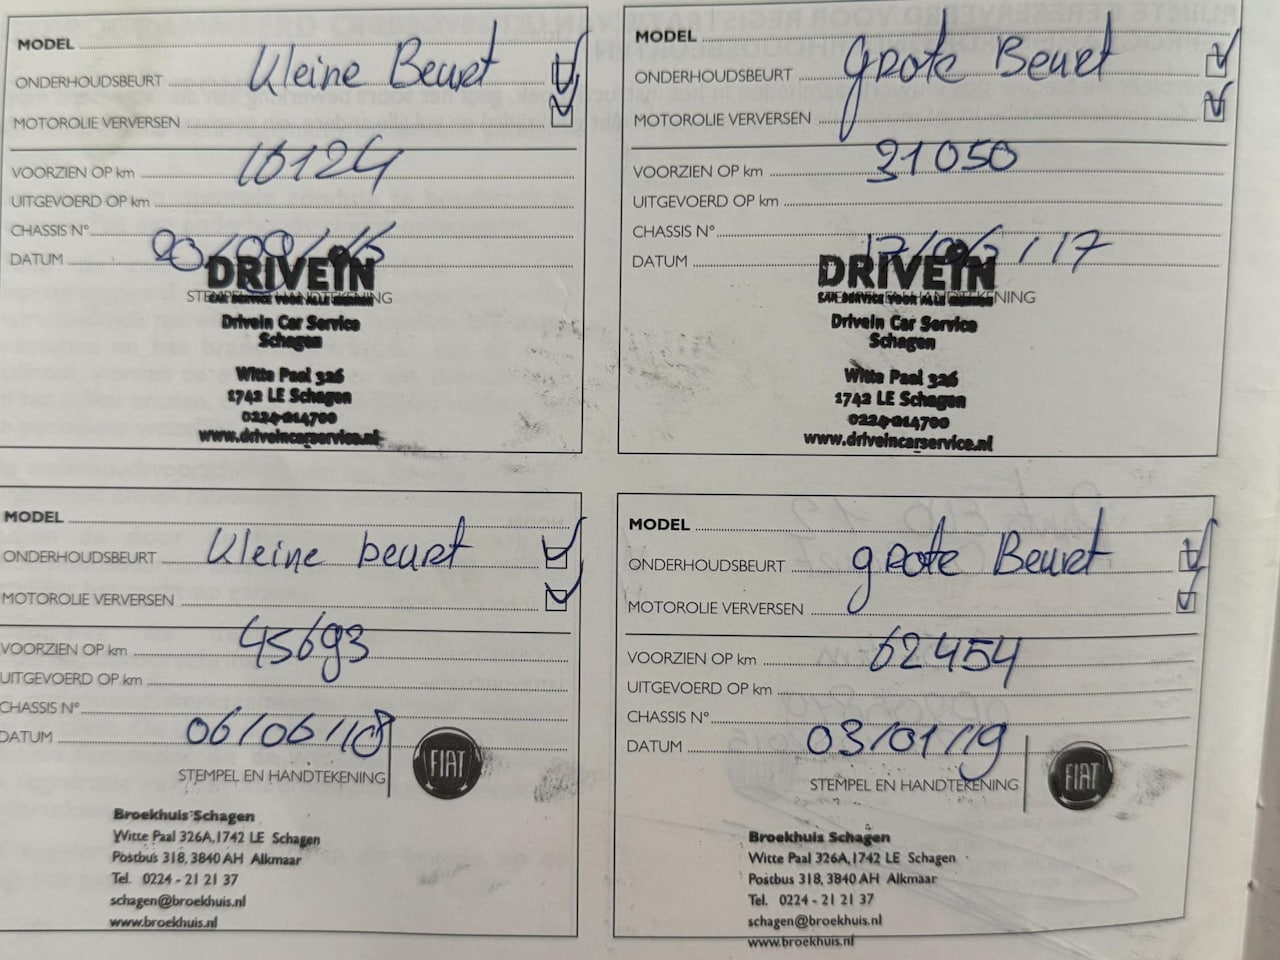 MODEL
ONDERHOUDSBEURT Kleine Beurt
MOTOROLIE VERVERSEN
VOORZIEN OP km 16124
UITGEVOERD OP km
CHASSIS N°
DATUM
DRIVEIN
STEMPEL EN HANDTEKENING
Drivein Car Service
Schagen
Witte Paal 326
1742 LE Schagen
0224-214700
www.driveincarservice.nl
MODEL
ONDERHOUDSBEURT grote Beurt
MOTOROLIE VERVERSEN
VOORZIEN OP km 31050
UITGEVOERD OP km
CHASSIS N°
DATUM
DRIVEIN
Drivein Car Service
Schagen
Witte Paal 326
1742 LE Schagen
0224-214700
www.driveincarservice.nl
MODEL
ONDERHOUDSBEURT Kleine beurt
MOTOROLIE VERVERSEN
VOORZIEN OP km 45693
UITGEVOERD OP km
CHASSIS N°
DATUM 06/06/18
FIAT
STEMPEL EN HANDTEKENING
Broekhuis Schagen
Witte Paal 326A, 1742 LE Schagen
Postbus 318, 3840 AH Alkmaar
Tel. 0224 - 21 21 37
schagen@broekhuis.nl
www.broekhuis.nl
MODEL
ONDERHOUDSBEURT grote Beurt
MOTOROLIE VERVERSEN
VOORZIEN OP km 62454
UITGEVOERD OP km
CHASSIS N°
DATUM 03/01/19
FIAT
STEMPEL EN HANDTEKENING
Broekhuis Schagen
Witte Paal 326A, 1742 LE Schagen
Postbus 318, 3840 AH Alkmaar
Tel. 0224 - 21 21 37
schagen@broekhuis.nl
www.broekhuis.nl